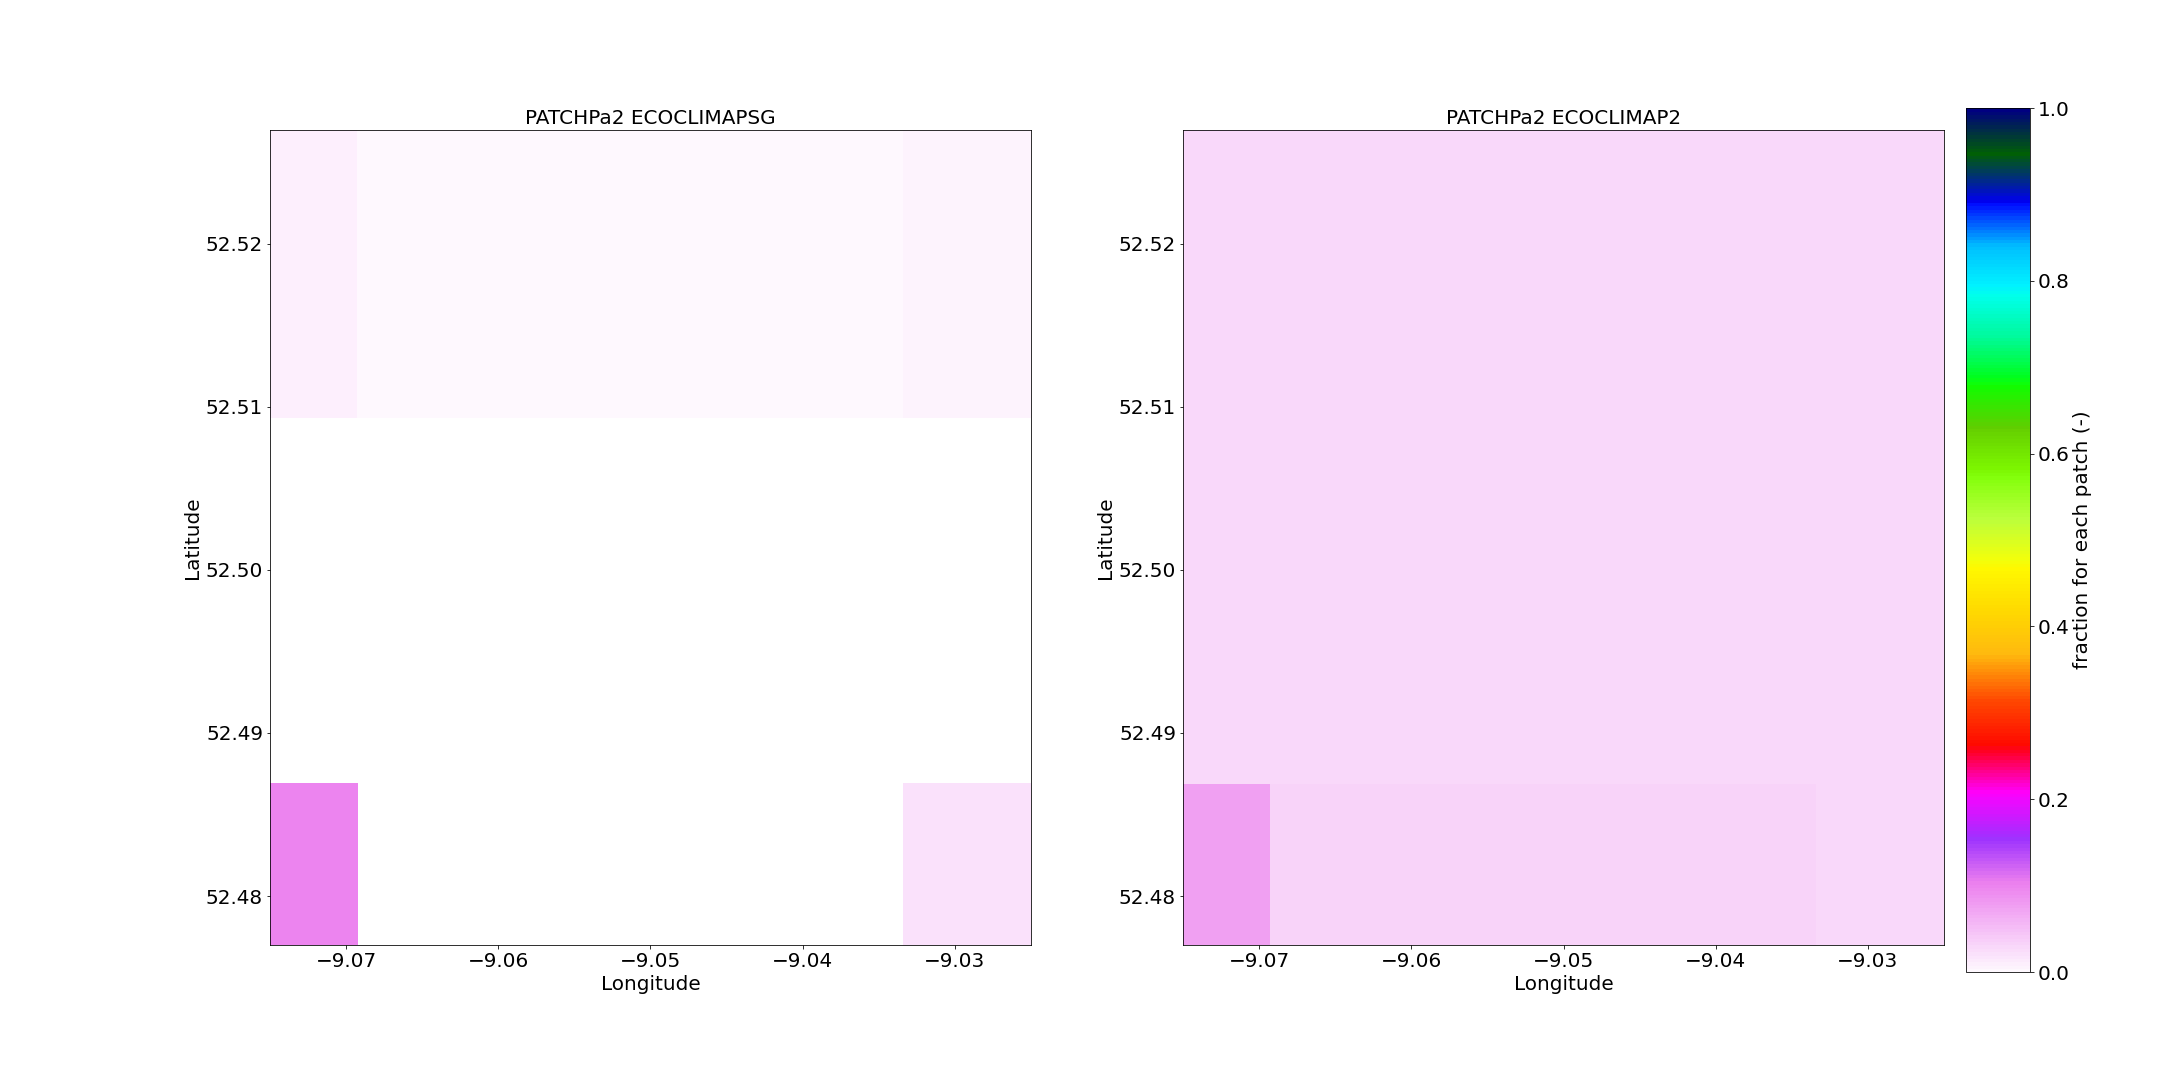 PATCHPa2 ECOCLIMAPSG
52.52
52.51
52.50
52.49
52.48
Latitude
−9.07 −9.06 −9.05 −9.04 −9.03
Longitude
PATCHPa2 ECOCLIMAP2
52.52
52.51
52.50
52.49
52.48
Latitude
−9.07 −9.06 −9.05 −9.04 −9.03
Longitude
1.0
0.8
0.6
0.4
0.2
0.0
fraction for each patch (-)